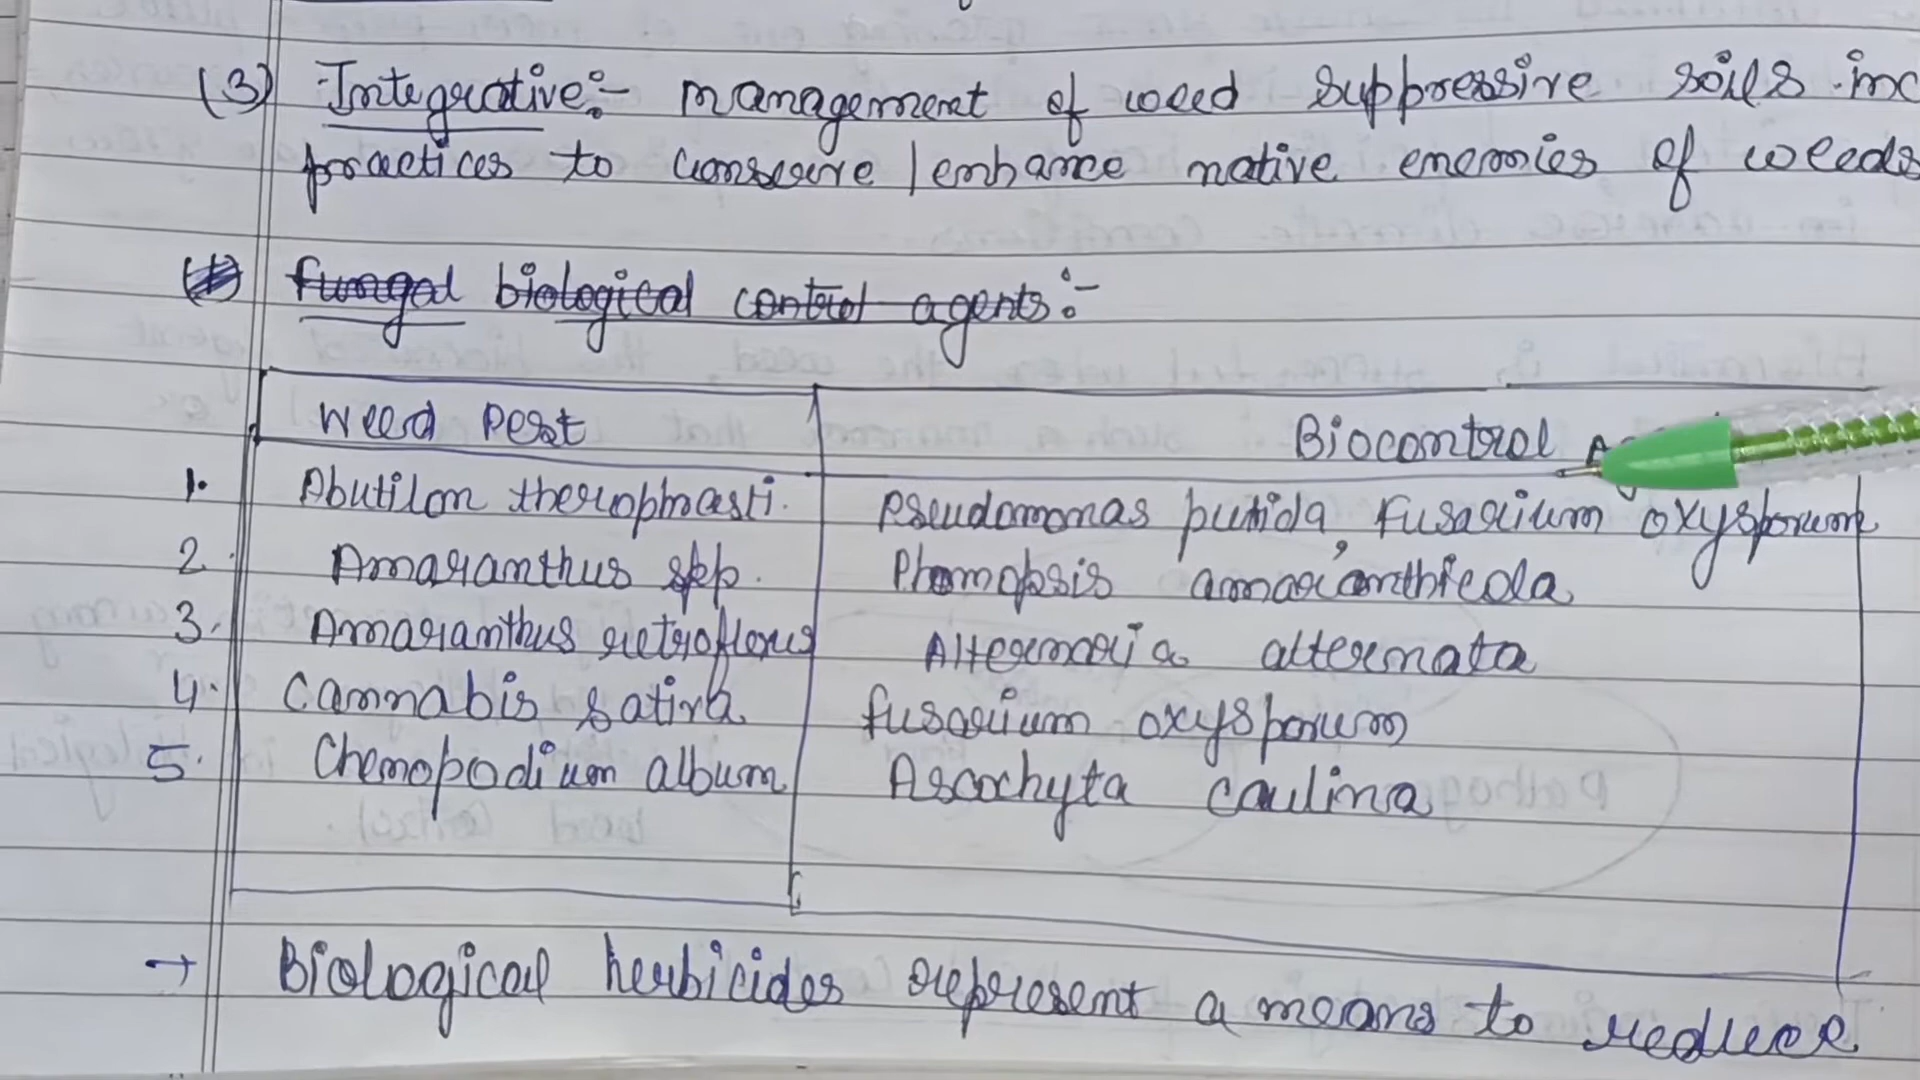 (3) Integrative:- management of weed suppressive soils inc
practices to conserve/enhance native enemies of weeds
fungal biological control agents:-
Weed Pest Biocontrol
1. Abutilon therophrasti. Pseudomonas putida, fusarium oxysporum
2. Amaranthus spp. Phomopsis amaranthicola
3. Amaranthus retroflexus Alternaria alternata
4. Cannabis sativa fusarium oxysporum
5. Chenopodium album Ascochyta caulina
→ Biological herbicides represent a means to reduce